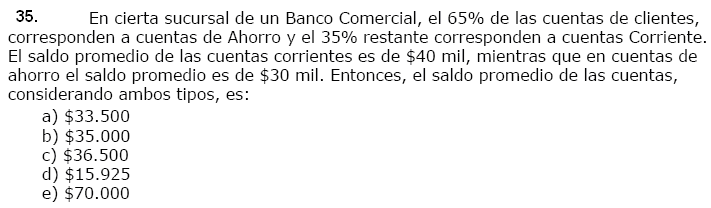 35. En cierta sucursal de un Banco Comercial, el 65% de las cuentas de clientes,
corresponden a cuentas de Ahorro y el 35% restante corresponden a cuentas Corriente.
El saldo promedio de las cuentas corrientes es de $40 mil, mientras que en cuentas de
ahorro el saldo promedio es de $30 mil. Entonces, el saldo promedio de las cuentas,
considerando ambos tipos, es:
a) $33.500
b) $35.000
c) $36.500
d) $15.925
e) $70.000